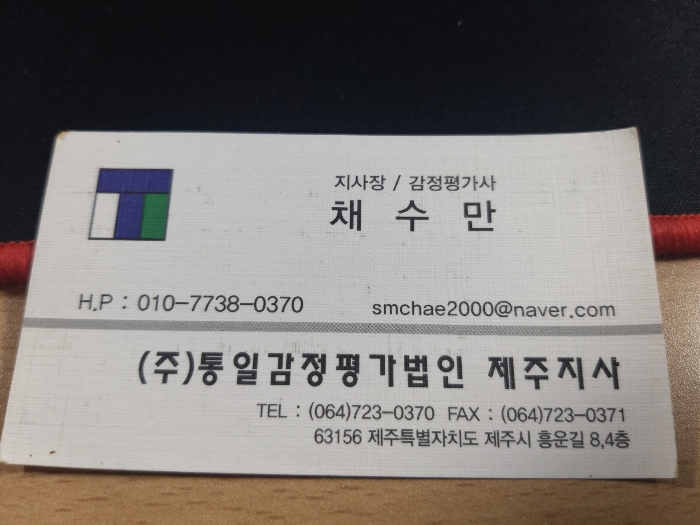 지사장 / 감정평가사
채 수 만
H.P : 010-7738-0370 smchae2000@naver.com
(주)통일감정평가법인 제주지사
TEL : (064)723-0370 FAX : (064)723-0371
63156 제주특별자치도 제주시 흥운길 8,4층